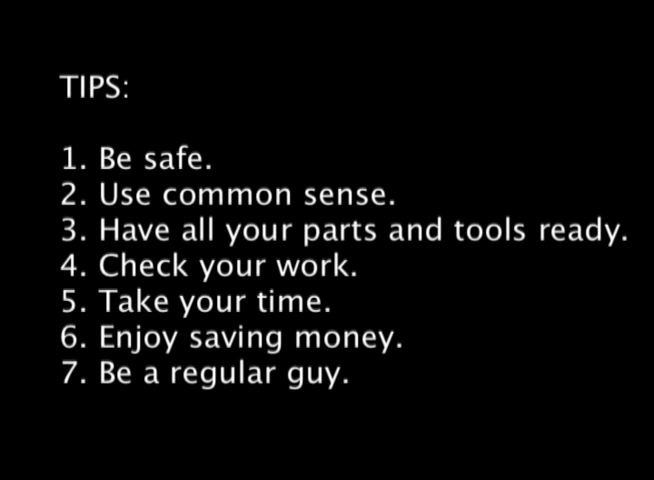 TIPS:
1. Be safe.
2. Use common sense.
3. Have all your parts and tools ready.
4. Check your work.
5. Take your time.
6. Enjoy saving money.
7. Be a regular guy.